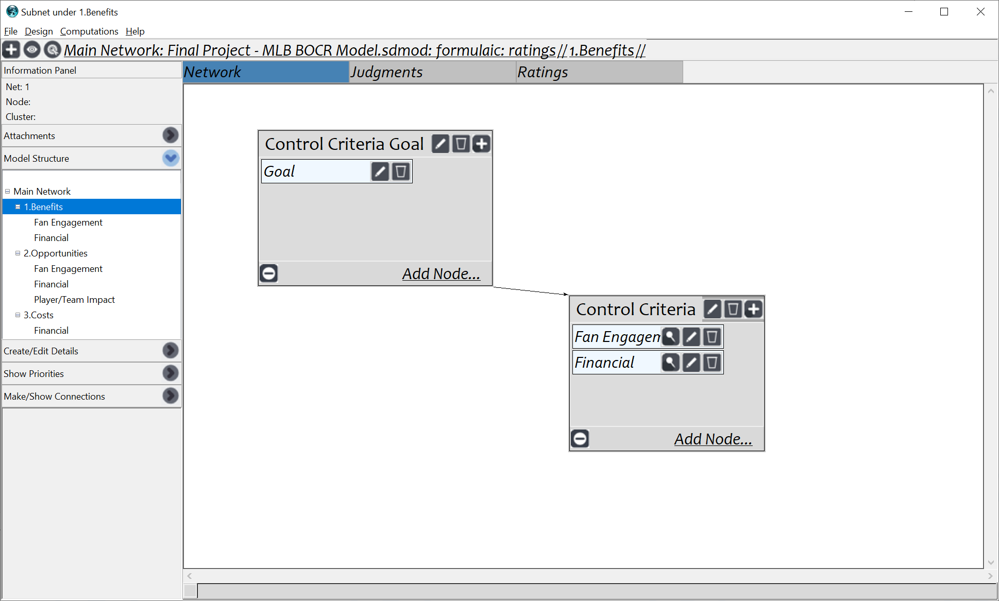 Subnet under 1.Benefits
File Design Computations Help
Main Network: Final Project - MLB BOCR Model.sdmod: formulaic: ratings// 1.Benefits//
Information Panel
Net: 1
Node:
Cluster:
Attachments
Model Structure
Main Network
1.Benefits
Fan Engagement
Financial
2.Opportunities
Fan Engagement
Financial
Player/Team Impact
3.Costs
Financial
Create/Edit Details
Show Priorities
Make/Show Connections
Network Judgments Ratings
Control Criteria Goal
Goal
Add Node...
Control Criteria
Fan Engagem
Financial
Add Node...